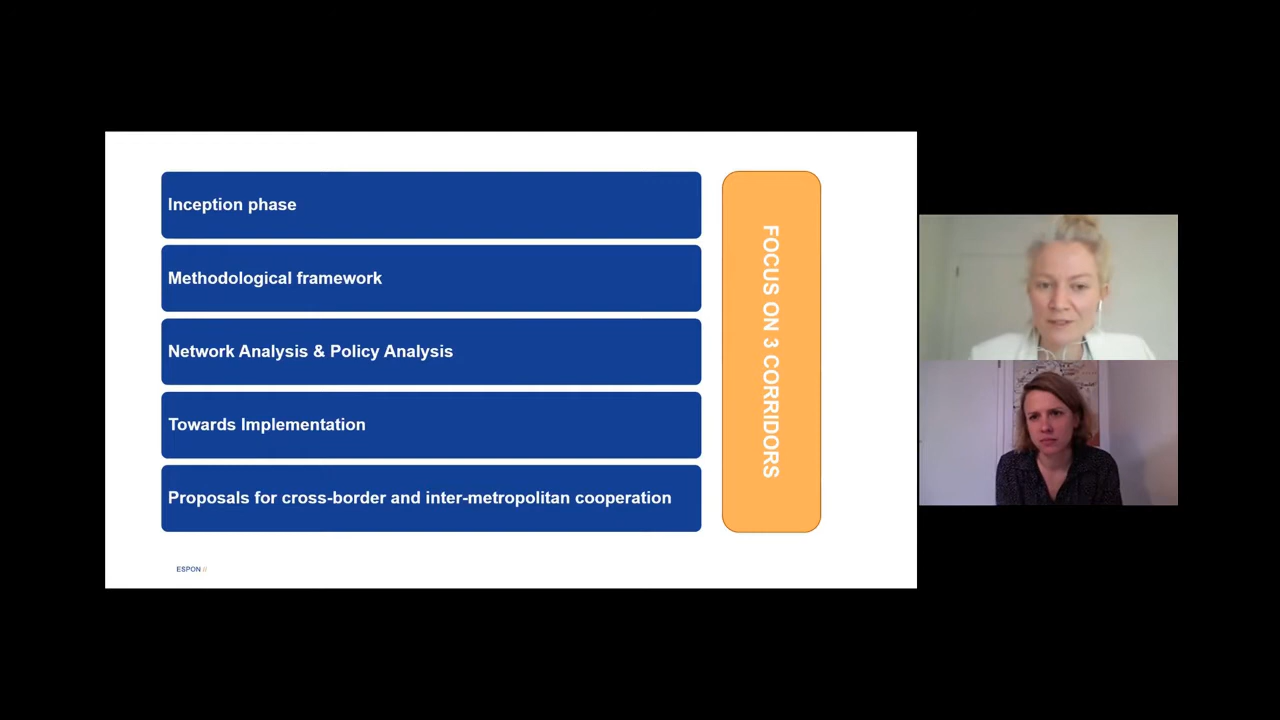 Inception phase
Methodological framework
Network Analysis & Policy Analysis
Towards Implementation
Proposals for cross-border and inter-metropolitan cooperation
FOCUS ON 3 CORRIDORS
ESPON //